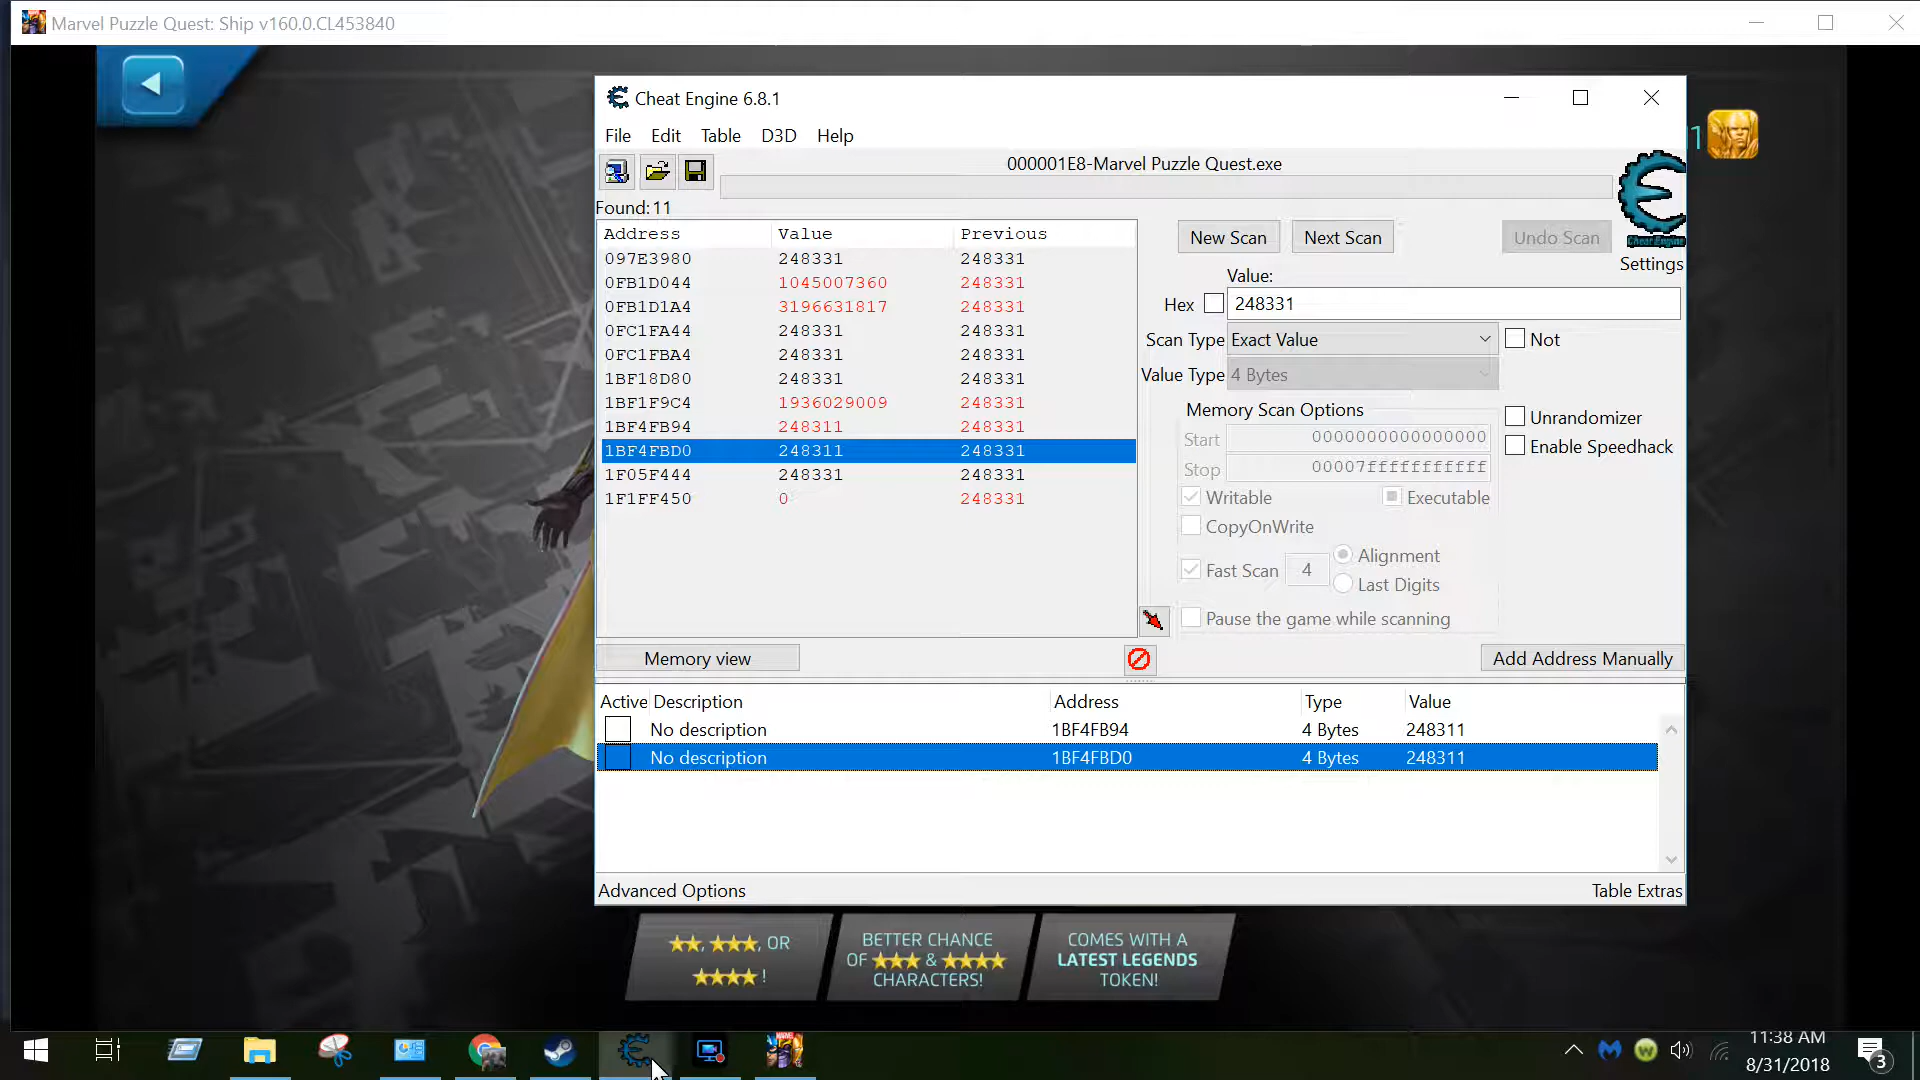 Marvel Puzzle Quest: Ship v160.0.CL453840
Cheat Engine 6.8.1
File Edit Table D3D Help
000001E8-Marvel Puzzle Quest.exe
1
Found: 11
Address Value Previous
097E3980 248331 248331
0FB1D044 1045007360 248331
0FB1D1A4 3196631817 248331
0FC1FA44 248331 248331
0FC1FBA4 248331 248331
1BF18D80 248331 248331
1BF1F9C4 1936029009 248331
1BF4FB94 248311 248331
1BF4FBD0 248311 248331
1F05F444 248331 248331
1F1FF450 0 248331
New Scan Next Scan Undo Scan
Cheat Engine
Settings
Value:
Hex 248331
Scan Type Exact Value Not
Value Type 4 Bytes
Memory Scan Options
Start 0000000000000000
Stop 00007fffffffffff
Unrandomizer
Enable Speedhack
Writable Executable
CopyOnWrite
Fast Scan 4 Alignment
Last Digits
Pause the game while scanning
Memory view Add Address Manually
Active Description Address Type Value
No description 1BF4FB94 4 Bytes 248311
No description 1BF4FBD0 4 Bytes 248311
Advanced Options Table Extras
★★, ★★★, OR
★★★★ !
BETTER CHANCE
OF ★★★ & ★★★★
CHARACTERS!
COMES WITH A
LATEST LEGENDS
TOKEN!
11:38 AM
8/31/2018
3